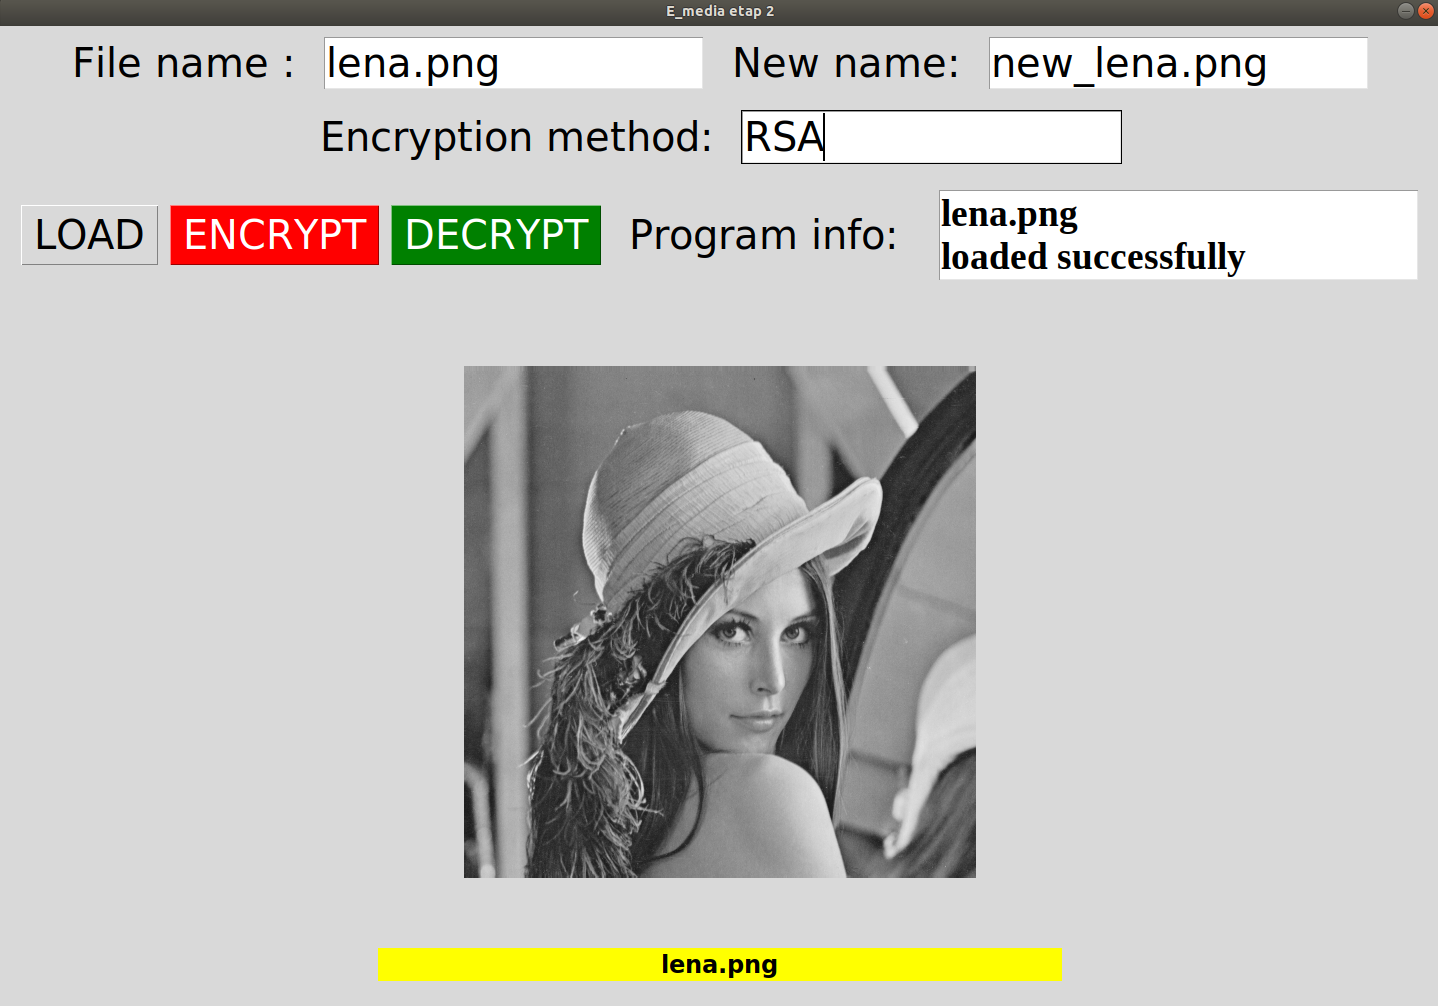 E_media etap 2
File name : lena.png New name: new_lena.png
Encryption method: RSA
LOAD ENCRYPT DECRYPT Program info: lena.png
loaded successfully
lena.png